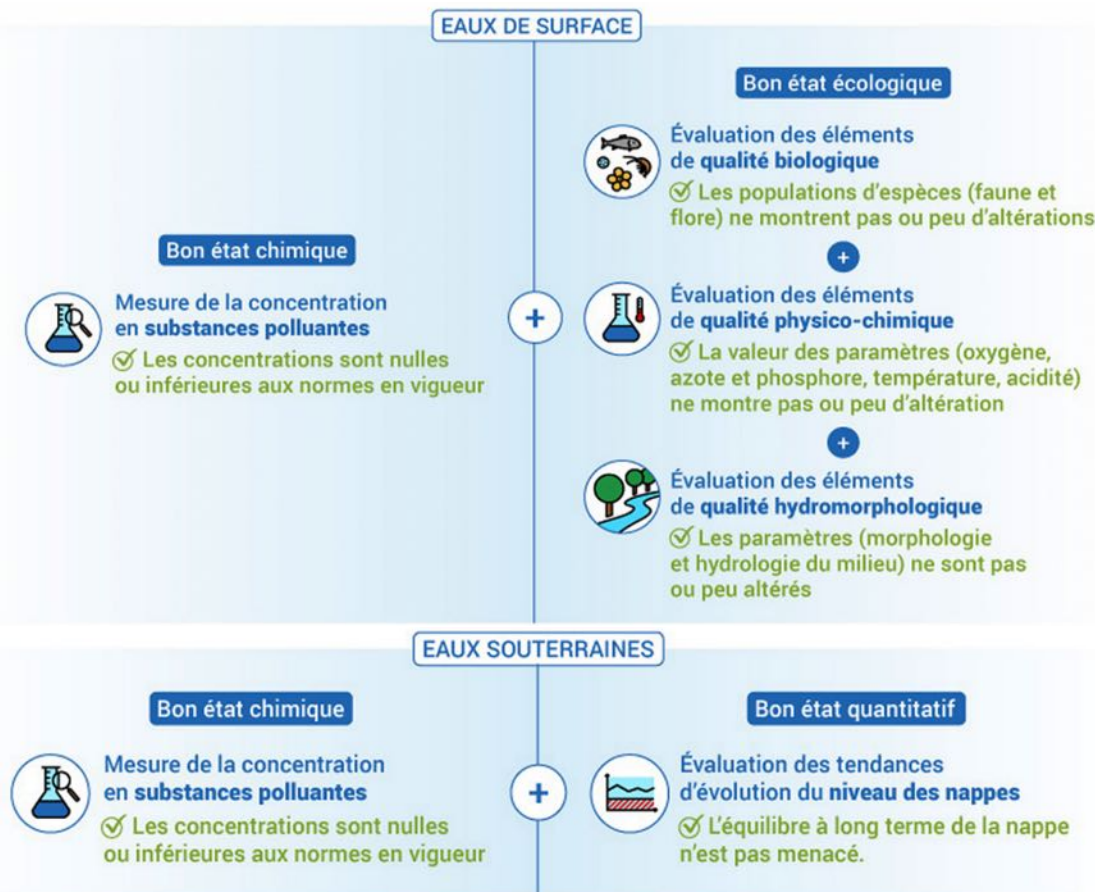 EAUX DE SURFACE
Bon état chimique
Mesure de la concentration
en substances polluantes
Les concentrations sont nulles
ou inférieures aux normes en vigueur
+
Bon état écologique
Évaluation des éléments
de qualité biologique
Les populations d'espèces (faune et
flore) ne montrent pas ou peu d'altérations
+
Évaluation des éléments
de qualité physico-chimique
La valeur des paramètres (oxygène,
azote et phosphore, température, acidité)
ne montre pas ou peu d'altération
+
Évaluation des éléments
de qualité hydromorphologique
Les paramètres (morphologie
et hydrologie du milieu) ne sont pas
ou peu altérés
EAUX SOUTERRAINES
Bon état chimique
Mesure de la concentration
en substances polluantes
Les concentrations sont nulles
ou inférieures aux normes en vigueur
+
Bon état quantitatif
Évaluation des tendances
d'évolution du niveau des nappes
L'équilibre à long terme de la nappe
n'est pas menacé.